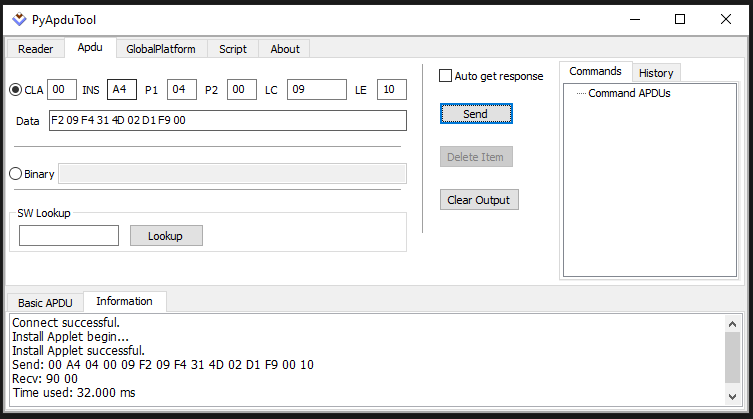 PyApduTool
Reader Apdu GlobalPlatform Script About
CLA 00 INS A4 P1 04 P2 00 LC 09 LE 10
Data F2 09 F4 31 4D 02 D1 F9 00
Binary
SW Lookup
Lookup
Auto get response
Send
Delete Item
Clear Output
Commands History
Command APDUs
Basic APDU Information
Connect successful.
Install Applet begin...
Install Applet successful.
Send: 00 A4 04 00 09 F2 09 F4 31 4D 02 D1 F9 00 10
Recv: 90 00
Time used: 32.000 ms